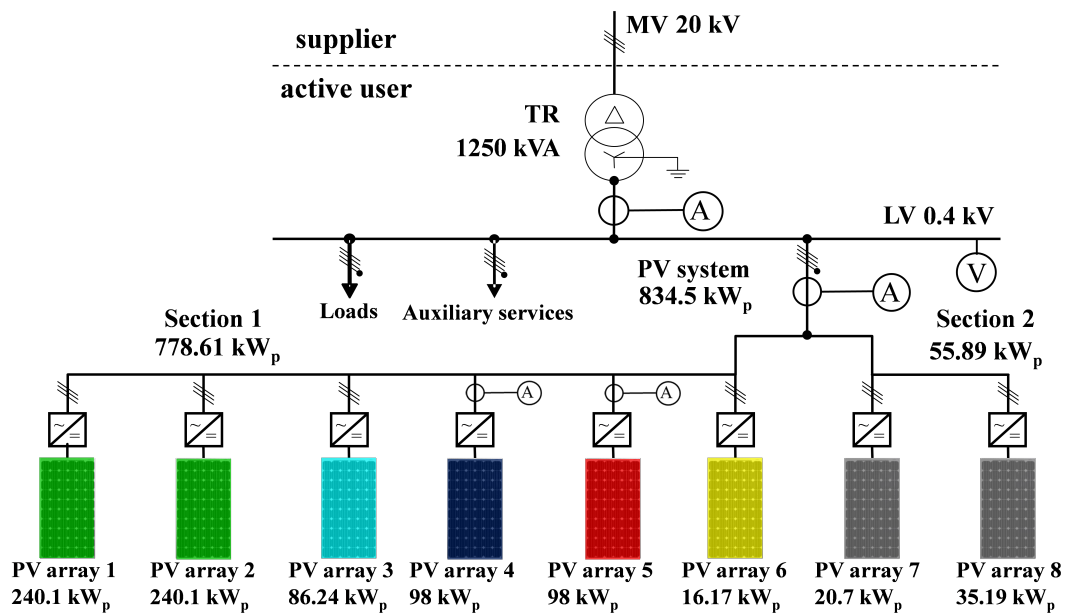 MV 20 kV
supplier
active user
TR
1250 kVA
A
LV 0.4 kV
PV system
834.5 kWp
V
A
Loads
Auxiliary services
Section 1
778.61 kWp
Section 2
55.89 kWp
A
A
~
=
~
=
~
=
~
=
~
=
~
=
~
=
~
=
PV array 1
240.1 kWp
PV array 2
240.1 kWp
PV array 3
86.24 kWp
PV array 4
98 kWp
PV array 5
98 kWp
PV array 6
16.17 kWp
PV array 7
20.7 kWp
PV array 8
35.19 kWp